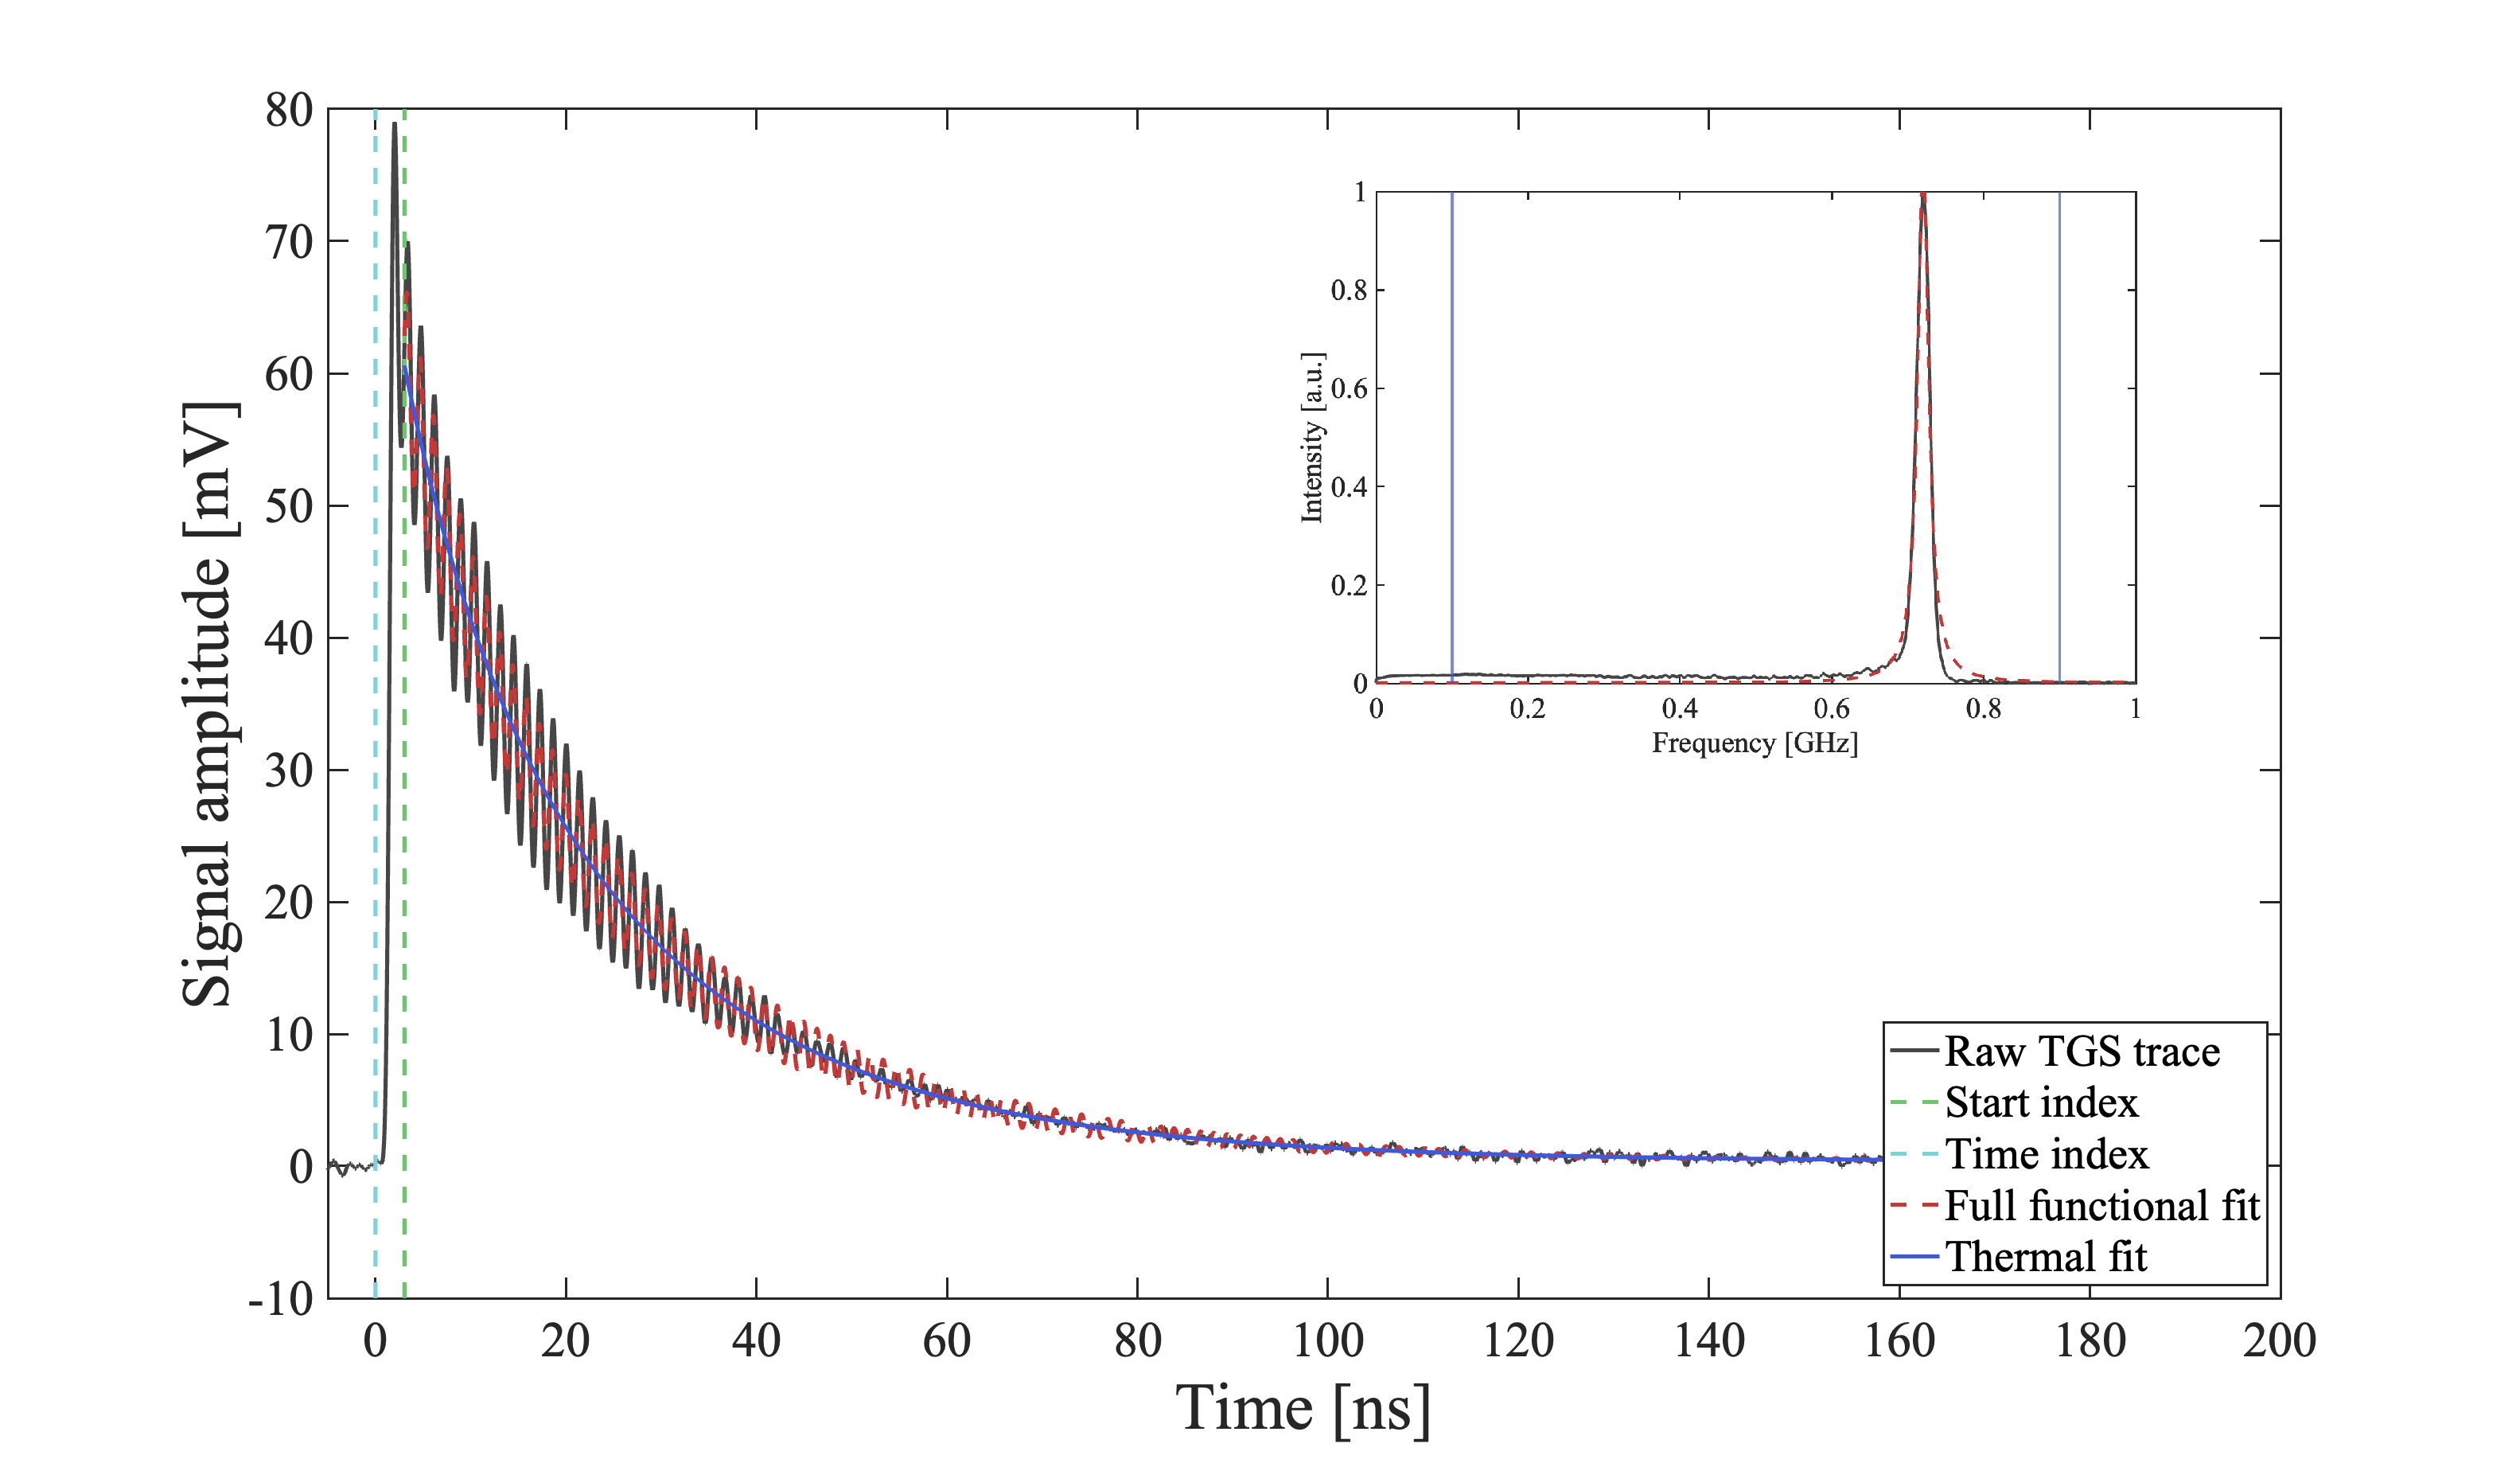 80
70
60
50
40
30
20
10
0
-10
Signal amplitude [mV]
0 20 40 60 80 100 120 140 160 180 200
Time [ns]
1
0.8
0.6
0.4
0.2
0
Intensity [a.u.]
0 0.2 0.4 0.6 0.8 1
Frequency [GHz]
Raw TGS trace
Start index
Time index
Full functional fit
Thermal fit